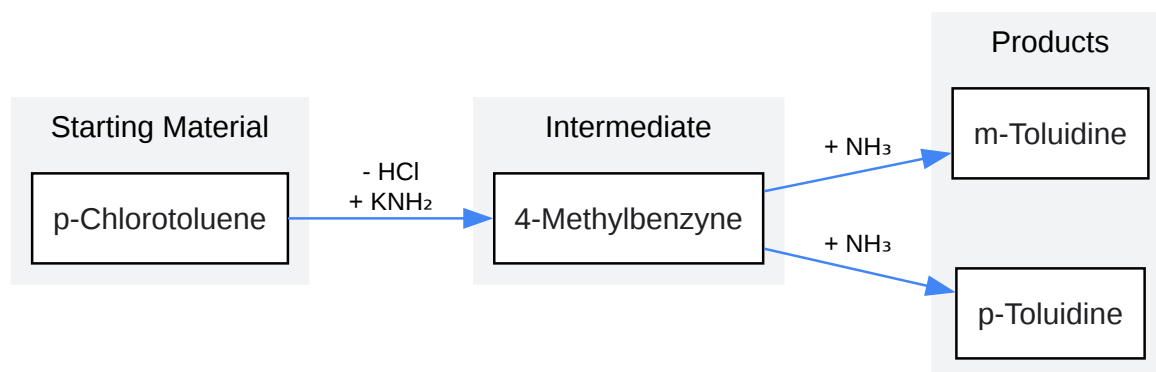 Starting Material
p-Chlorotoluene
- HCl
+ KNH₂
Intermediate
4-Methylbenzyne
+ NH₃
+ NH₃
Products
m-Toluidine
p-Toluidine